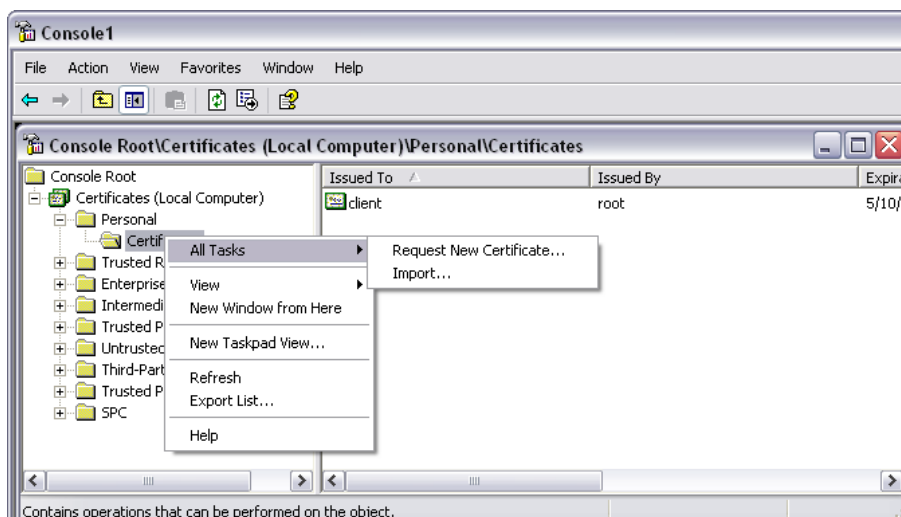 Console1
File Action View Favorites Window Help
Console Root\Certificates (Local Computer)\Personal\Certificates
Console Root
Issued To
Issued By
Expira
Certificates (Local Computer)
client
root
5/10/
Personal
Certif
All Tasks
Request New Certificate...
Trusted R
Import...
Enterprise
View
Intermedi
New Window from Here
Trusted P
Untrusted
New Taskpad View...
Third-Part
Refresh
Trusted P
Export List...
SPC
Help
Contains operations that can be performed on the object.